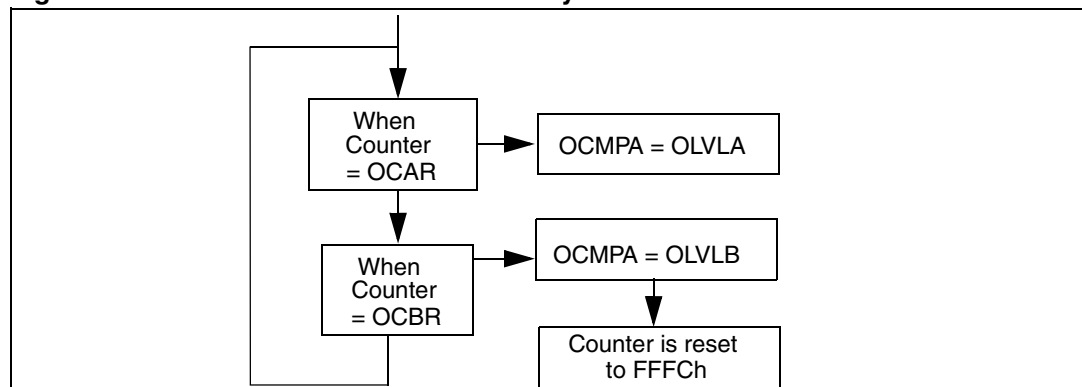 When
Counter
= OCAR
OCMPA = OLVLA
When
Counter
= OCBR
OCMPA = OLVLB
Counter is reset
to FFFCh